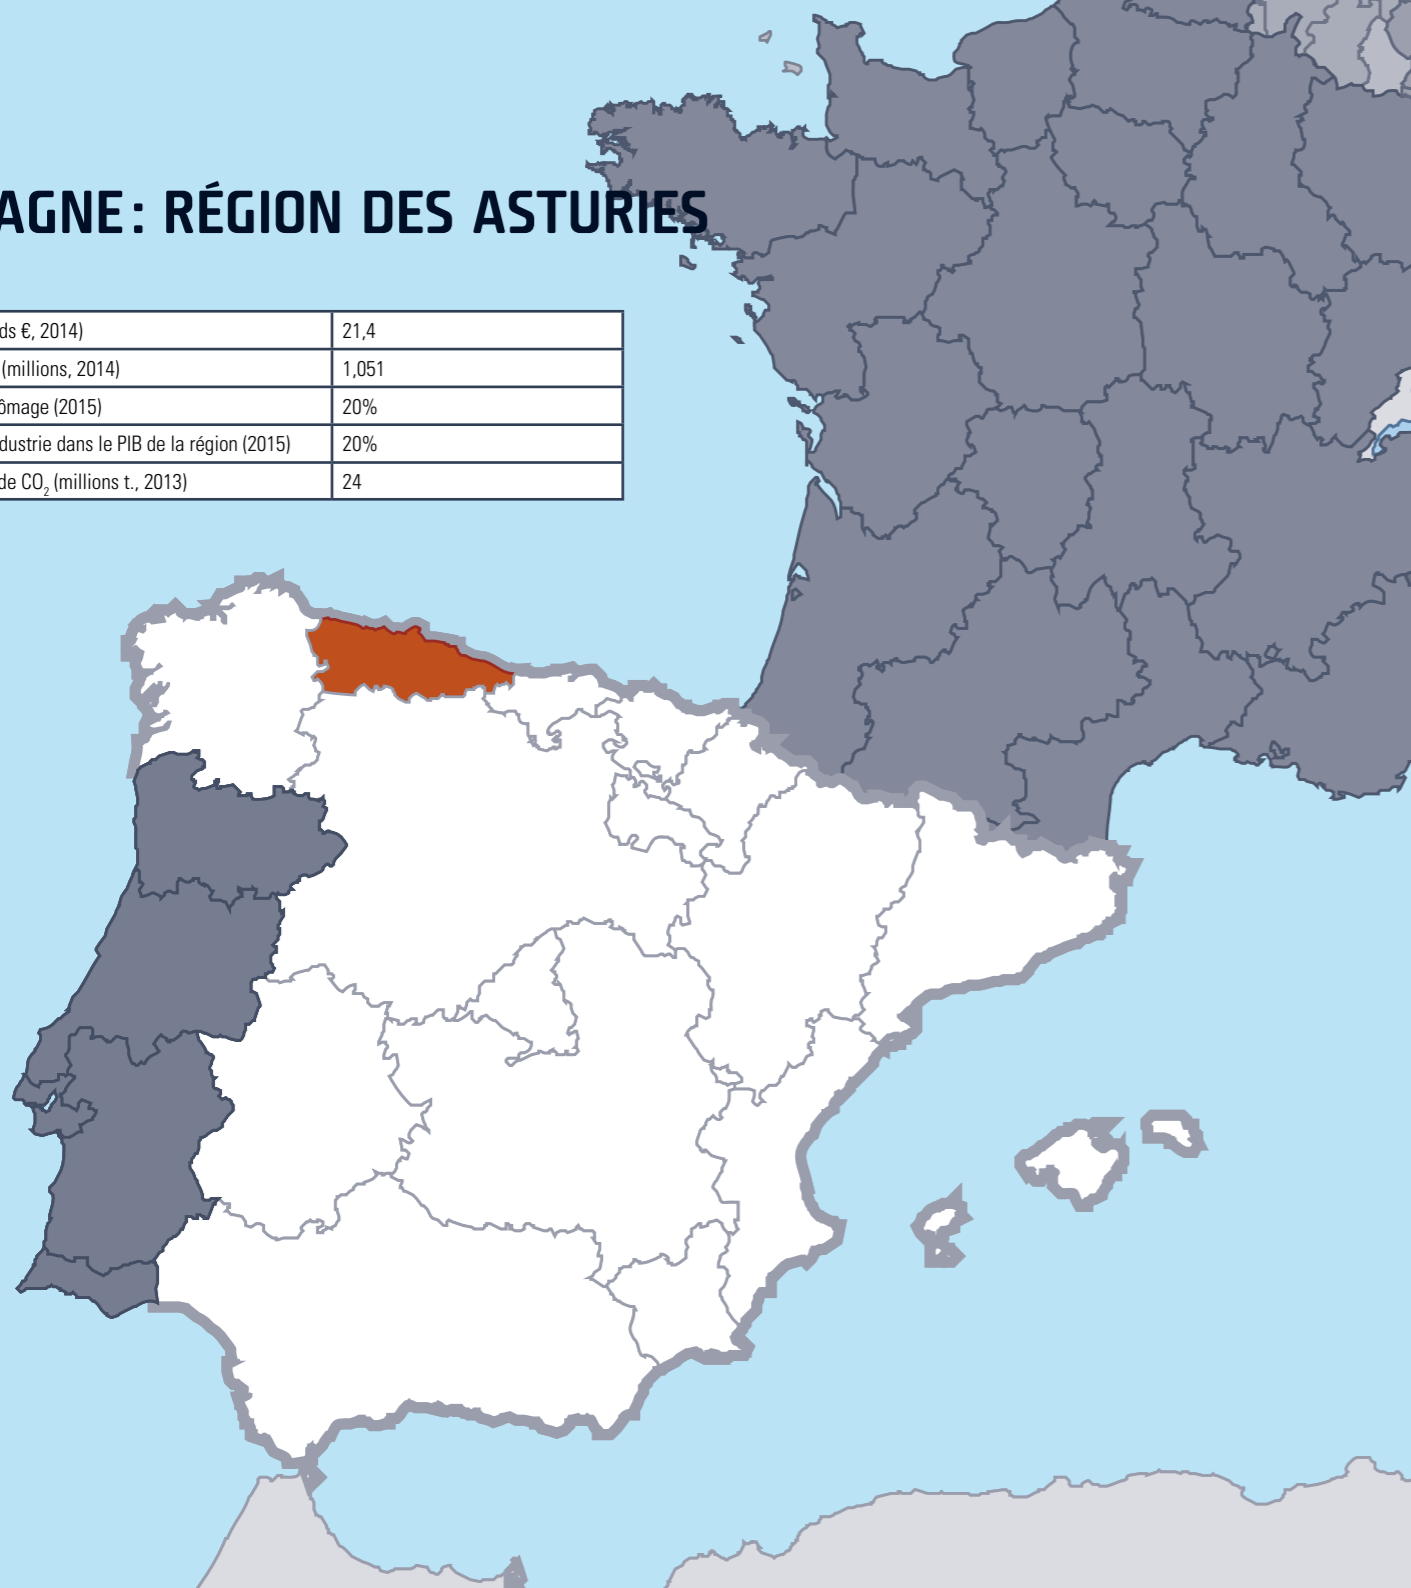 AGNE : RÉGION DES ASTURIES
ds €, 2014) 21,4
(millions, 2014) 1,051
ômage (2015) 20%
dustrie dans le PIB de la région (2015) 20%
de CO₂ (millions t., 2013) 24